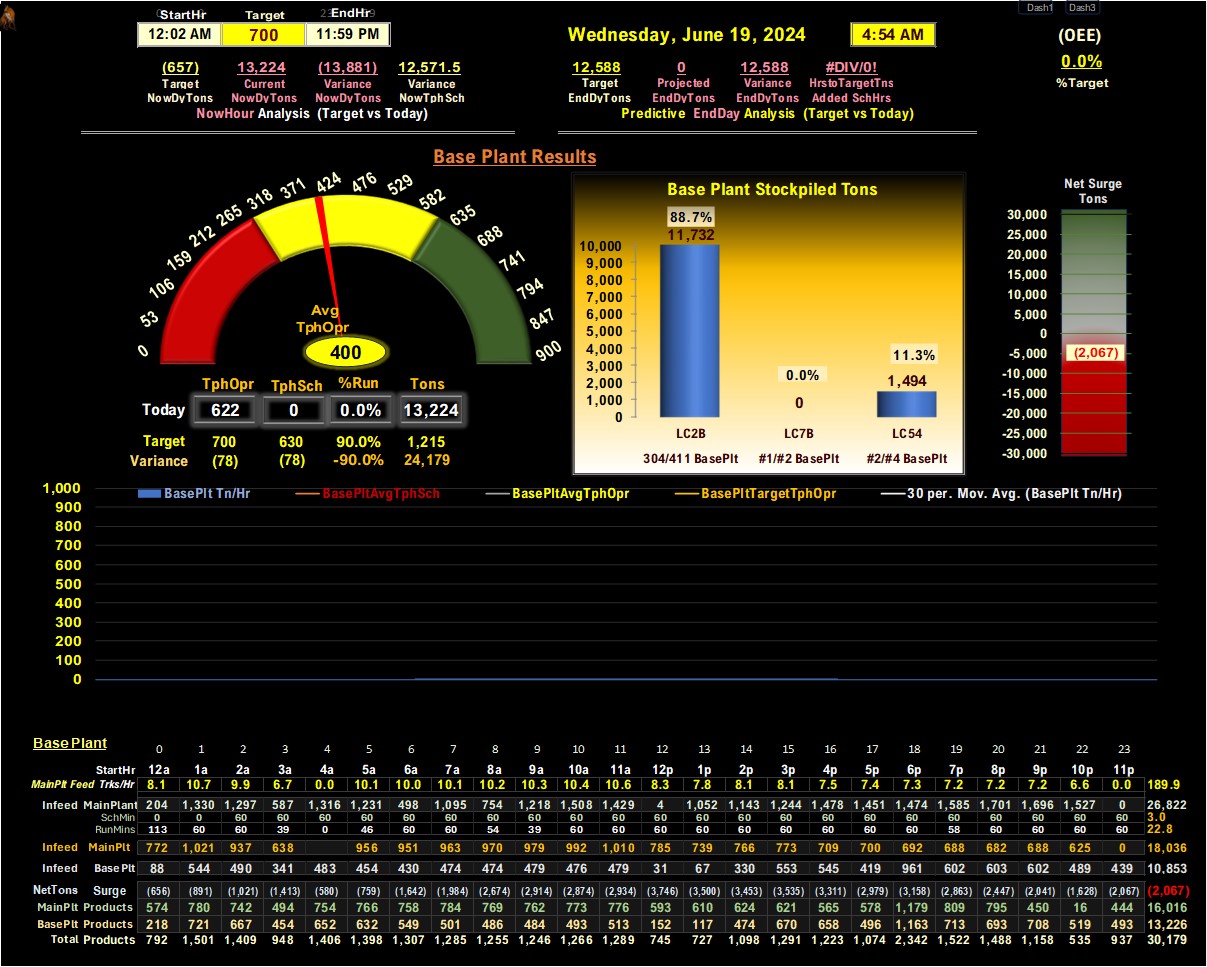 Dash1 Dash3
StartHr Target EndHr
12:02 AM 700 11:59 PM
Wednesday, June 19, 2024 4:54 AM
(OEE)
0.0%
%Target
(657) 13,224 (13,881) 12,571.5
Target Current Variance Variance
NowDyTons NowDyTons NowDyTons NowTphSch
NowHour Analysis (Target vs Today)
12,588 0 12,588 #DIV/0!
Target Projected Variance HrstoTargetTns
EndDyTons EndDyTons EndDyTons Added SchHrs
Predictive EndDay Analysis (Target vs Today)
Base Plant Results
0 53 106 159 212 265 318 371 424 476 529 582 635 688 741 794 847 900
Avg
TphOpr
400
TphOpr TphSch %Run Tons
Today 622 0 0.0% 13,224
Target 700 630 90.0% 1,215
Variance (78) (78) -90.0% 24,179
Base Plant Stockpiled Tons
88.7%
11,732
10,000
9,000
8,000
7,000
6,000
5,000
4,000
3,000
2,000
1,000
0
0.0%
0
11.3%
1,494
LC2B LC7B LC54
304/411 BasePlt #1/#2 BasePlt #2/#4 BasePlt
Net Surge
Tons
30,000
25,000
20,000
15,000
10,000
5,000
0
-5,000
-10,000
-15,000
-20,000
-25,000
-30,000
(2,067)
BasePlt Tn/Hr BasePltAvgTphSch BasePltAvgTphOpr BasePltTargetTphOpr 30 per. Mov. Avg. (BasePlt Tn/Hr)
1,000
900
800
700
600
500
400
300
200
100
0
Base Plant 0 1 2 3 4 5 6 7 8 9 10 11 12 13 14 15 16 17 18 19 20 21 22 23
StartHr 12a 1a 2a 3a 4a 5a 6a 7a 8a 9a 10a 11a 12p 1p 2p 3p 4p 5p 6p 7p 8p 9p 10p 11p
MainPlt Feed Trks/Hr 8.1 10.7 9.9 6.7 0.0 10.1 10.0 10.1 10.2 10.3 10.4 10.6 8.3 7.8 8.1 8.1 7.5 7.4 7.3 7.2 7.2 7.2 6.6 0.0 189.9
Infeed MainPlant 204 1,330 1,297 587 1,316 1,231 498 1,095 754 1,218 1,508 1,429 4 1,052 1,143 1,244 1,478 1,451 1,474 1,585 1,701 1,696 1,527 0 26,822
SchMin 0 0 60 60 60 60 60 60 60 60 60 60 60 60 60 60 60 60 60 60 60 60 60 60 3.0
RunMins 113 60 60 39 0 46 60 60 54 39 60 60 60 60 60 60 60 60 60 58 60 60 60 60 22.8
Infeed MainPlt 772 1,021 937 638 956 951 963 970 979 992 1,010 785 739 766 773 709 700 692 688 682 688 625 0 18,036
Infeed BasePlt 88 544 490 341 483 454 430 474 474 480 476 480 31 67 330 553 545 419 961 602 603 602 489 439 10,853
NetTons Surge (656) (891) (1,021) (1,413) (580) (759) (1,642) (1,984) (2,674) (2,914) (2,874) (2,934) (3,746) (3,500) (3,453) (3,535) (3,311) (2,979) (3,158) (2,863) (2,447) (2,041) (1,628) (2,067) (2,067)
MainPlt Products 574 780 742 494 754 766 758 784 769 762 773 776 593 610 624 621 565 578 1,179 809 795 450 16 444 16,016
BasePlt Products 218 721 667 454 652 632 549 501 486 484 493 513 152 117 474 670 658 496 1,163 713 693 708 519 493 13,226
Total Products 792 1,501 1,409 948 1,406 1,398 1,307 1,285 1,255 1,246 1,266 1,289 745 727 1,098 1,291 1,223 1,074 2,342 1,522 1,488 1,158 535 937 30,179